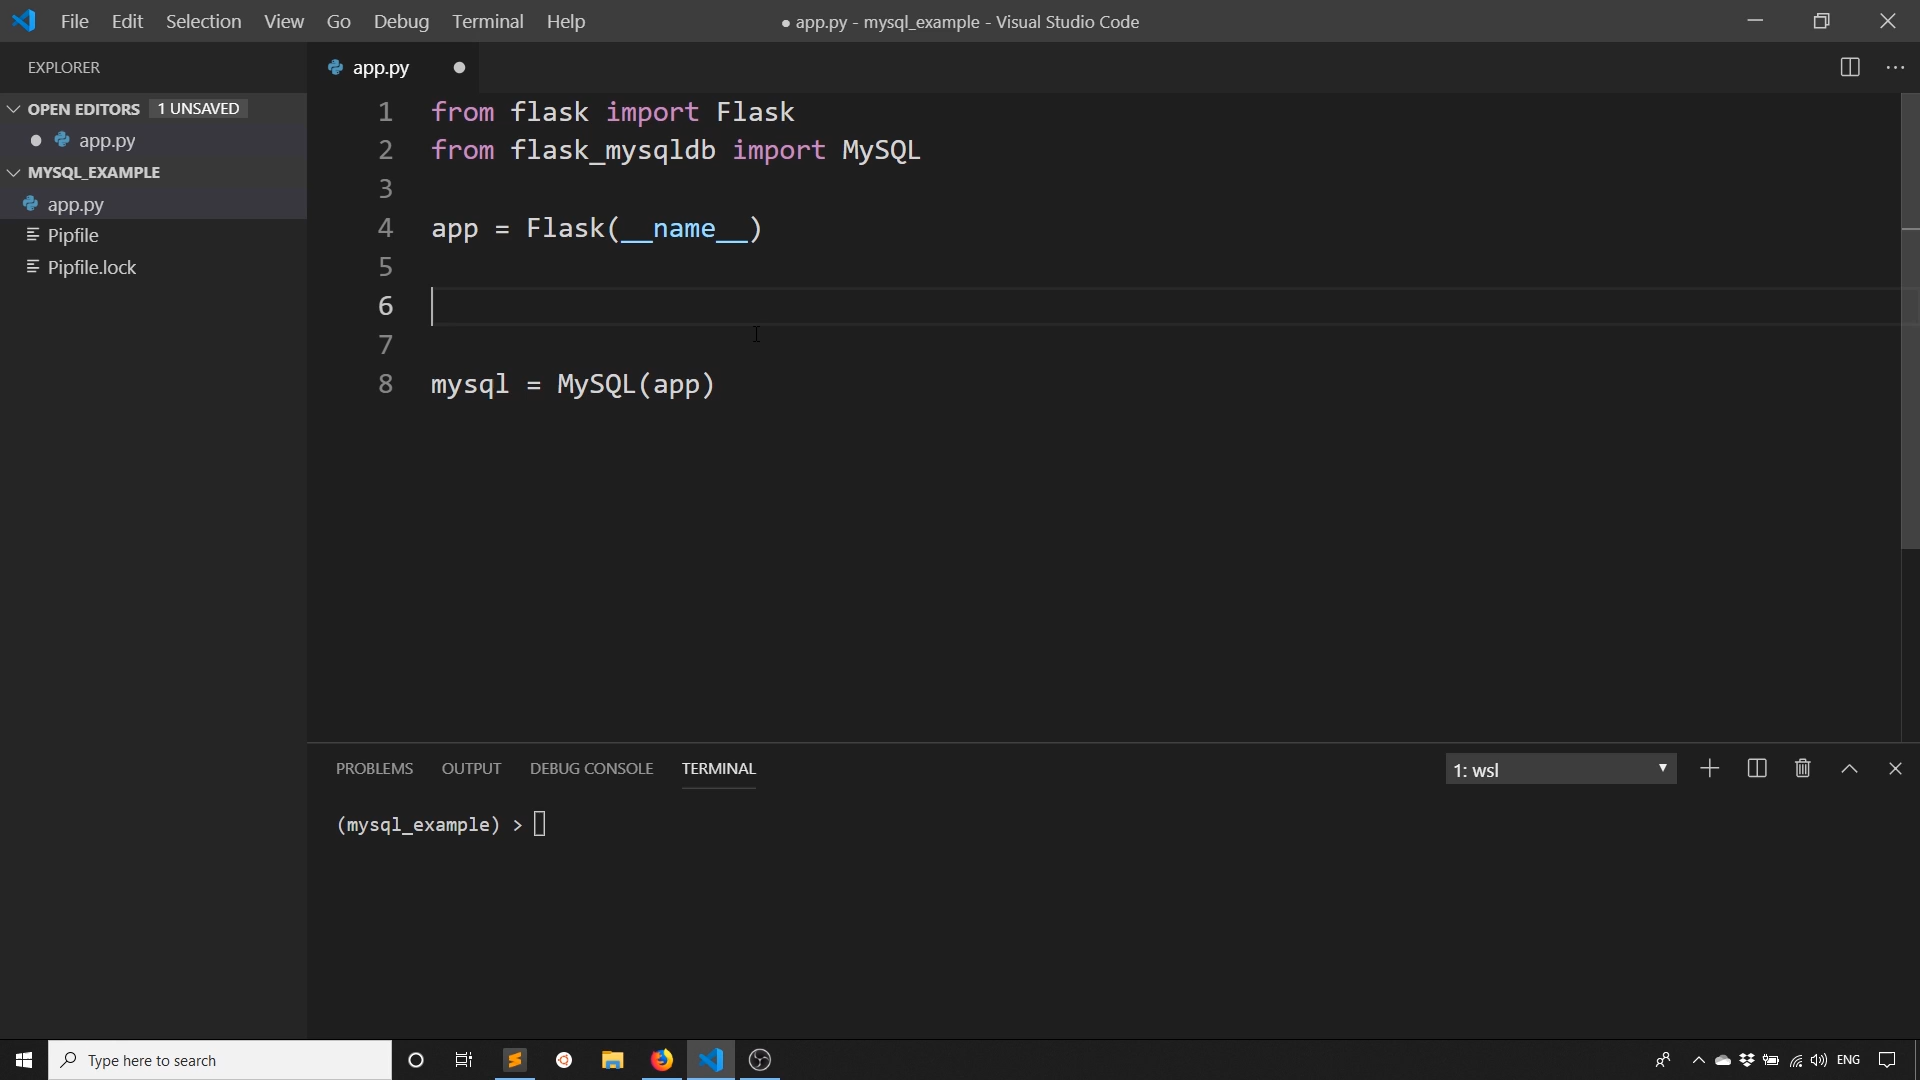 File Edit Selection View Go Debug Terminal Help
● app.py - mysql_example - Visual Studio Code
EXPLORER
OPEN EDITORS 1 UNSAVED
app.py
MYSQL_EXAMPLE
app.py
Pipfile
Pipfile.lock
app.py
1 from flask import Flask
2 from flask_mysqldb import MySQL
3
4 app = Flask(__name__)
5
6
7
8 mysql = MySQL(app)
PROBLEMS OUTPUT DEBUG CONSOLE TERMINAL
1: wsl
(mysql_example) >
Type here to search
ENG